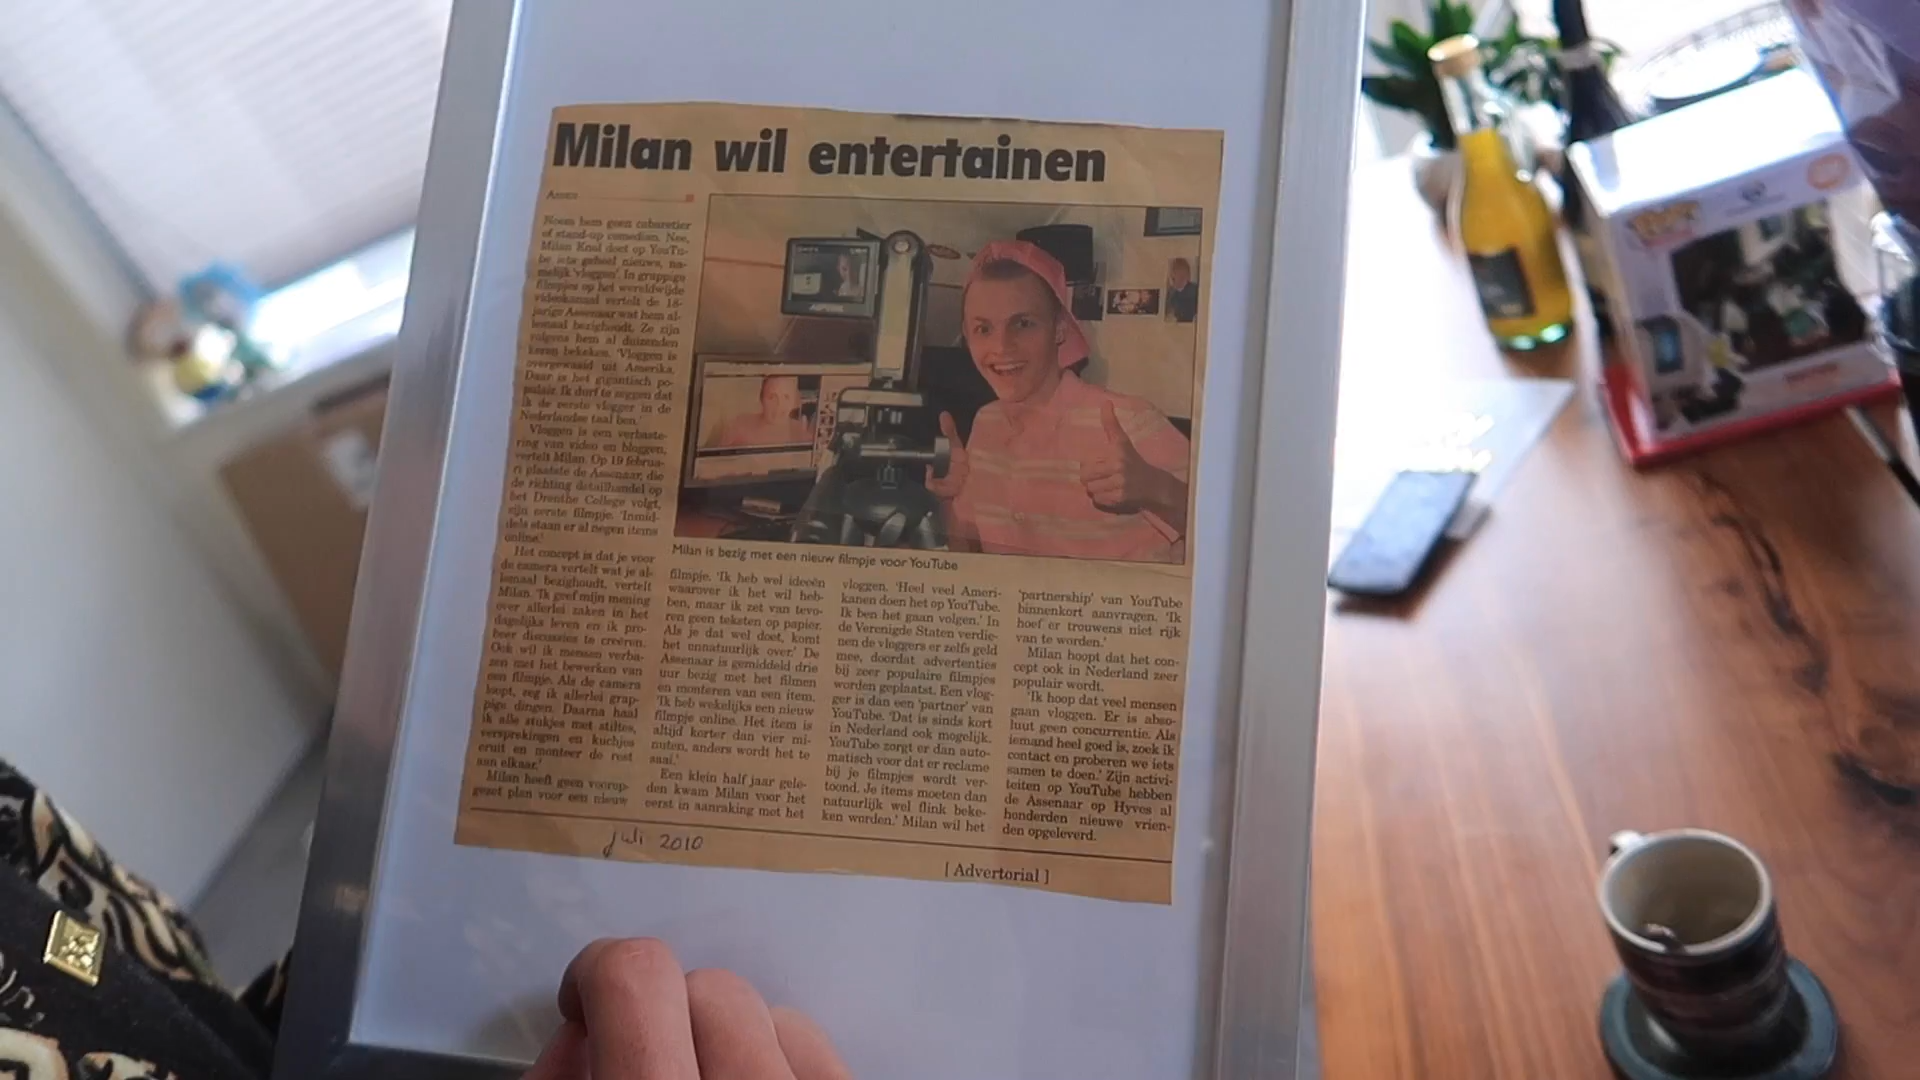 Milan wil entertainen
Assen
Noem hem geen cabaretier
of stand-up comedian. Nee,
Milan Knol doet op YouTu-
be iets geheel nieuws, na-
melijk 'vloggen'. In grappige
filmpjes op het wereldwijde
videokanaal vertelt de 18-
jarige Assenaar wat hem al-
lemaal bezighoudt. Ze zijn
volgens hem al duizenden
keren bekeken. 'Vloggen is
overgewaaid uit Amerika.
Daar is het gigantisch po-
pulair. Ik durf te zeggen dat
ik de eerste vlogger in de
Nederlandse taal ben.'
Vloggen is een verbaste-
ring van video en bloggen,
vertelt Milan. Op 19 februa-
ri plaatste de Assenaar, die
de richting detailhandel op
het Drenthe College volgt,
zijn eerste filmpje. 'Inmid-
dels staan er al negen items
online.'
Het concept is dat je voor
de camera vertelt wat je al-
lemaal bezighoudt, vertelt
Milan. 'Ik geef mijn mening
over allerlei zaken in het
dagelijks leven en ik pro-
beer discussies te creëren.
Ook wil ik mensen verba-
zen met het bewerken van
een filmpje. Als de camera
loopt, zeg ik allerlei grap-
pige dingen. Daarna haal
ik alle stukjes met stiltes,
versprekingen en kuchjes
eruit en monteer de rest
aan elkaar.'
Milan heeft geen voorop-
gezet plan voor een nieuw
Milan is bezig met een nieuw filmpje voor YouTube
filmpje. 'Ik heb wel ideeën
waarover ik het wil heb-
ben, maar ik zet van tevo-
ren geen teksten op papier.
Als je dat wel doet, komt
het onnatuurlijk over.' De
Assenaar is gemiddeld drie
uur bezig met het filmen
en monteren van een item.
'Ik heb wekelijks een nieuw
filmpje online. Het item is
altijd korter dan vier mi-
nuten, anders wordt het te
saai.'
Een klein half jaar gele-
den kwam Milan voor het
eerst in aanraking met het
vloggen. 'Heel veel Ameri-
kanen doen het op YouTube.
Ik ben het gaan volgen.' In
de Verenigde Staten verdie-
nen de vloggers er zelfs geld
mee, doordat advertenties
bij zeer populaire filmpjes
worden geplaatst. Een vlog-
ger is dan een 'partner' van
YouTube. 'Dat is sinds kort
in Nederland ook mogelijk.
YouTube zorgt er dan auto-
matisch voor dat er reclame
bij je filmpjes wordt ver-
toond. Je items moeten dan
natuurlijk wel flink beke-
ken worden.' Milan wil het
'partnership' van YouTube
binnenkort aanvragen. 'Ik
hoef er trouwens niet rijk
van te worden.'
Milan hoopt dat het con-
cept ook in Nederland zeer
populair wordt.
'Ik hoop dat veel mensen
gaan vloggen. Er is abso-
luut geen concurrentie. Als
iemand heel goed is, zoek ik
contact en proberen we iets
samen te doen.' Zijn activi-
teiten op YouTube hebben
de Assenaar op Hyves al
honderden nieuwe vrien-
den opgeleverd.
juli 2010
[ Advertorial ]